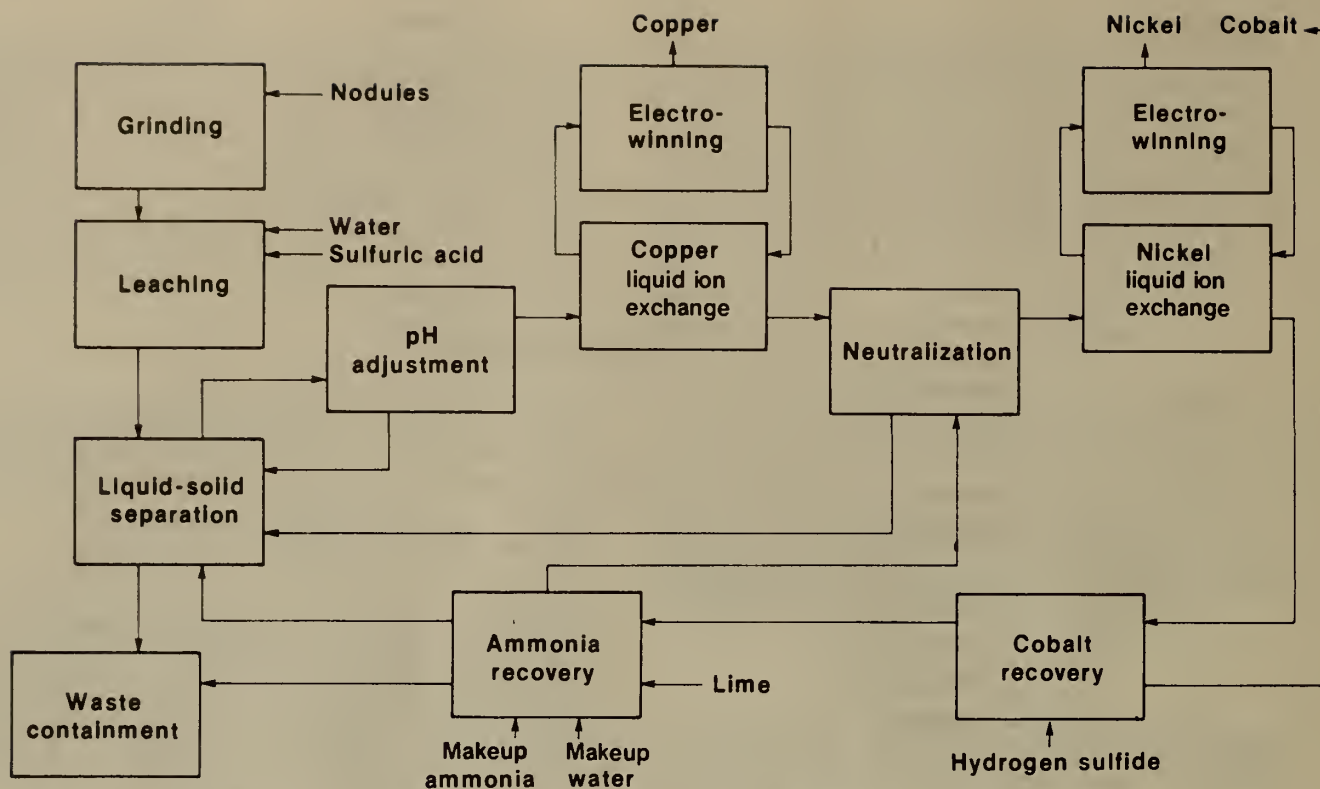 Copper
Nickel
Cobalt
Nodules
Grinding
Electro-
winning
Electro-
winning
Water
Sulfuric acid
Leaching
Copper
liquid ion
exchange
Nickel
liquid ion
exchange
pH
adjustment
Neutralization
Liquid-solid
separation
Ammonia
recovery
Lime
Cobalt
recovery
Waste
containment
Makeup
ammonia
Makeup
water
Hydrogen sulfide